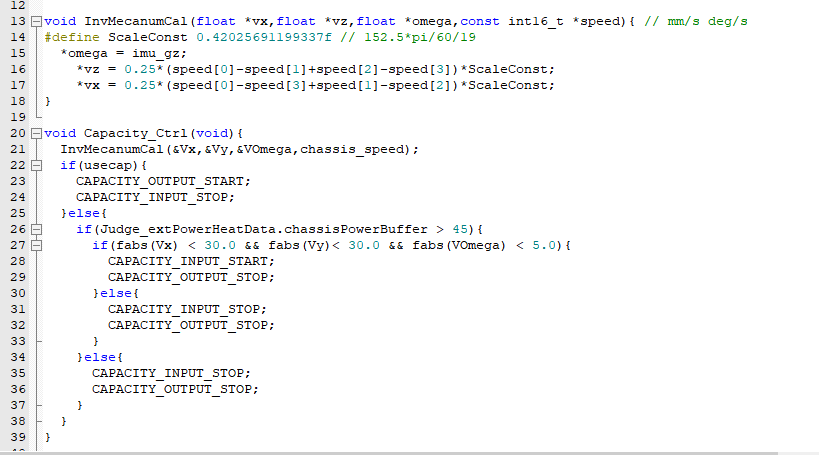 12
13 void InvMecanumCal(float *vx,float *vz,float *omega,const int16_t *speed){ // mm/s deg/s
14 #define ScaleConst 0.42025691199337f // 152.5*pi/60/19
15 *omega = imu_gz;
16 *vz = 0.25*(speed[0]-speed[1]+speed[2]-speed[3])*ScaleConst;
17 *vx = 0.25*(speed[0]-speed[3]+speed[1]-speed[2])*ScaleConst;
18 }
19
20 void Capacity_Ctrl(void){
21 InvMecanumCal(&Vx,&Vy,&VOmega,chassis_speed);
22 if(usecap){
23 CAPACITY_OUTPUT_START;
24 CAPACITY_INPUT_STOP;
25 }else{
26 if(Judge_extPowerHeatData.chassisPowerBuffer > 45){
27 if(fabs(Vx) < 30.0 && fabs(Vy)< 30.0 && fabs(VOmega) < 5.0){
28 CAPACITY_INPUT_START;
29 CAPACITY_OUTPUT_STOP;
30 }else{
31 CAPACITY_INPUT_STOP;
32 CAPACITY_OUTPUT_STOP;
33 }
34 }else{
35 CAPACITY_INPUT_STOP;
36 CAPACITY_OUTPUT_STOP;
37 }
38 }
39 }